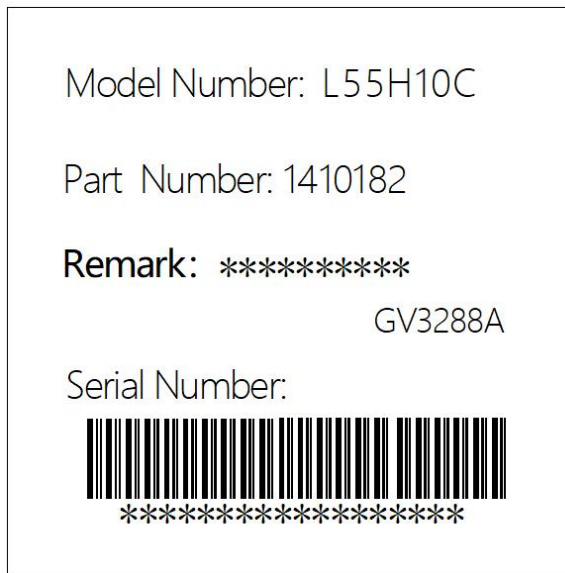 Model Number: L55H10C
Part Number: 1410182
Remark: **********
GV3288A
Serial Number:
******************